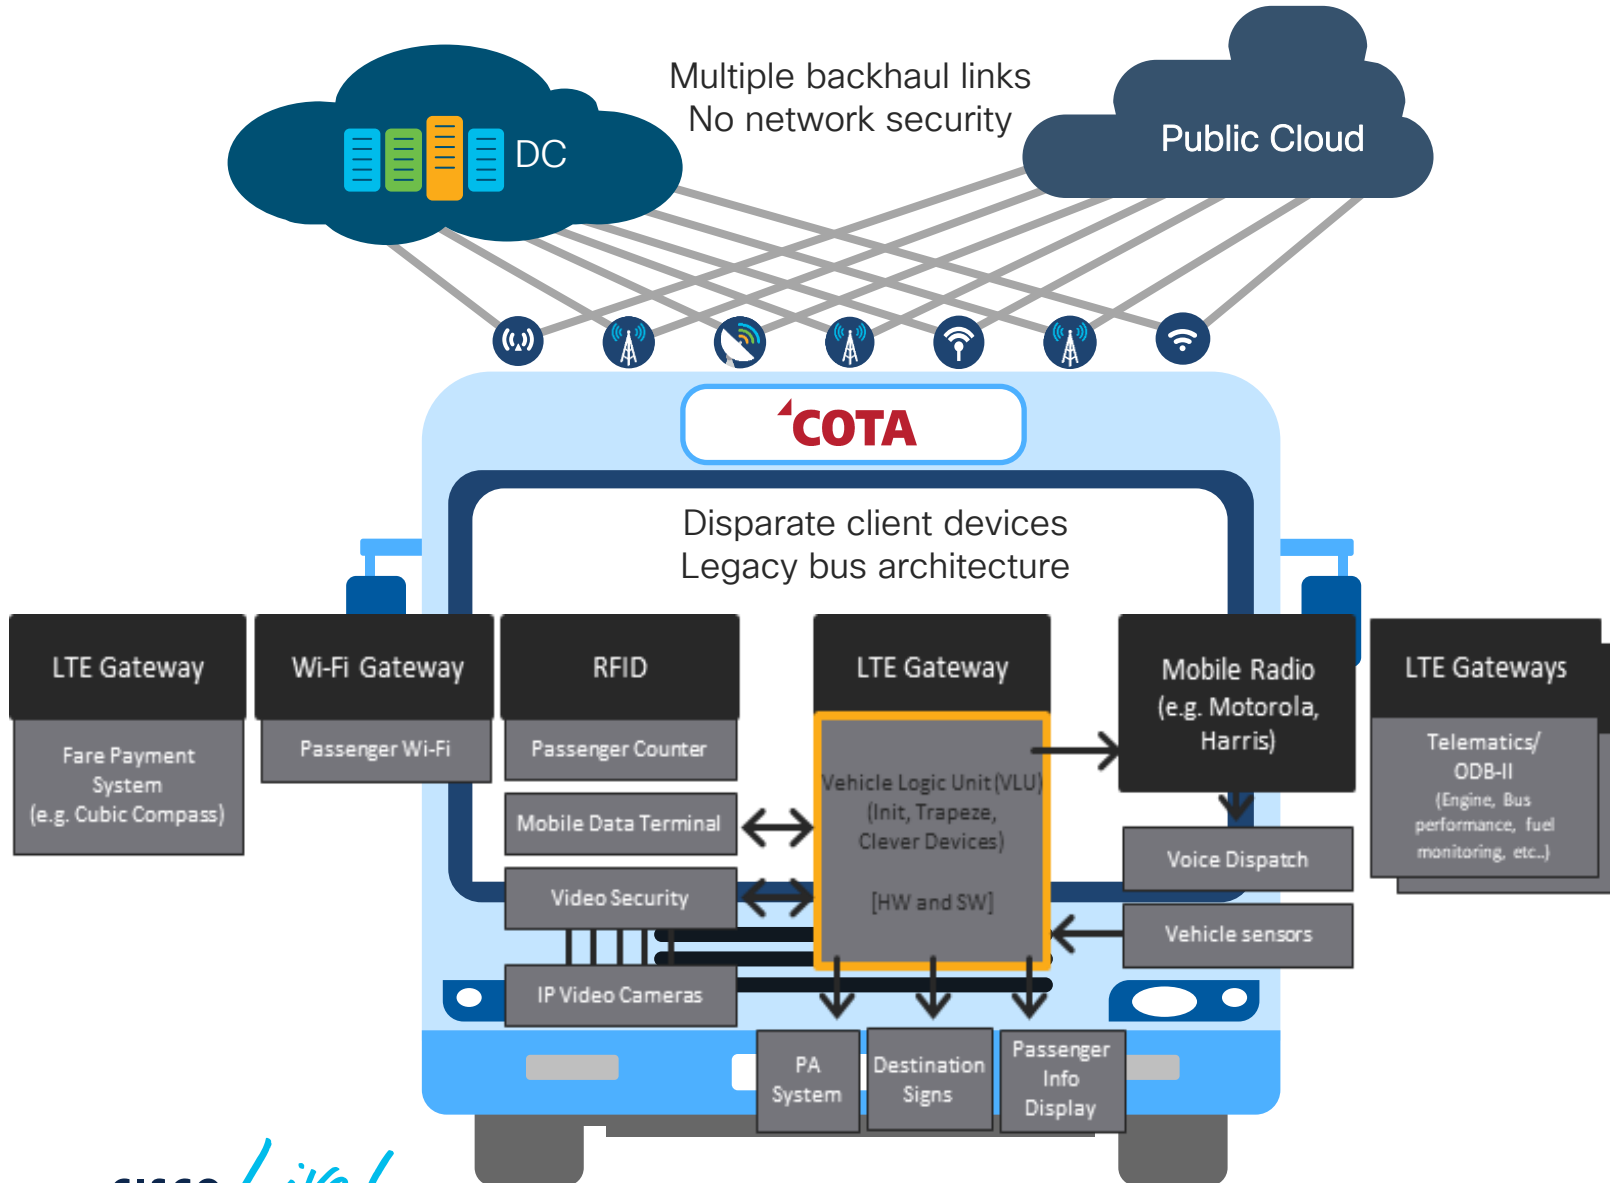 Multiple backhaul links
No network security
DC
Public Cloud
COTA
Disparate client devices
Legacy bus architecture
LTE Gateway
Fare Payment
System
(e.g. Cubic Compass)
Wi-Fi Gateway
Passenger Wi-Fi
RFID
Passenger Counter
Mobile Data Terminal
Video Security
IP Video Cameras
LTE Gateway
Vehicle Logic Unit (VLU)
(Init, Trapeze,
Clever Devices)
[HW and SW]
PA
System
Destination
Signs
Passenger
Info
Display
Mobile Radio
(e.g. Motorola,
Harris)
Voice Dispatch
Vehicle sensors
LTE Gateways
Telematics/
ODB-II
(Engine, Bus
performance, fuel
monitoring, etc..)
CISCO Live!